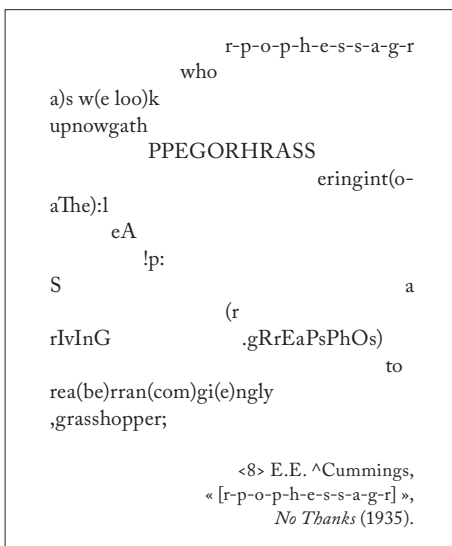 r-p-o-p-h-e-s-s-a-g-r
who
a)s w(e loo)k
upnowgath
PPEGORHRASS
eringint(o-
aThe):l
eA
!p:
S a
(r
rIvInG .gRrEaPsPhOs)
to
rea(be)rran(com)gi(e)ngly
,grasshopper;
<8> E.E. ^Cummings,
« [r-p-o-p-h-e-s-s-a-g-r] »,
No Thanks (1935).